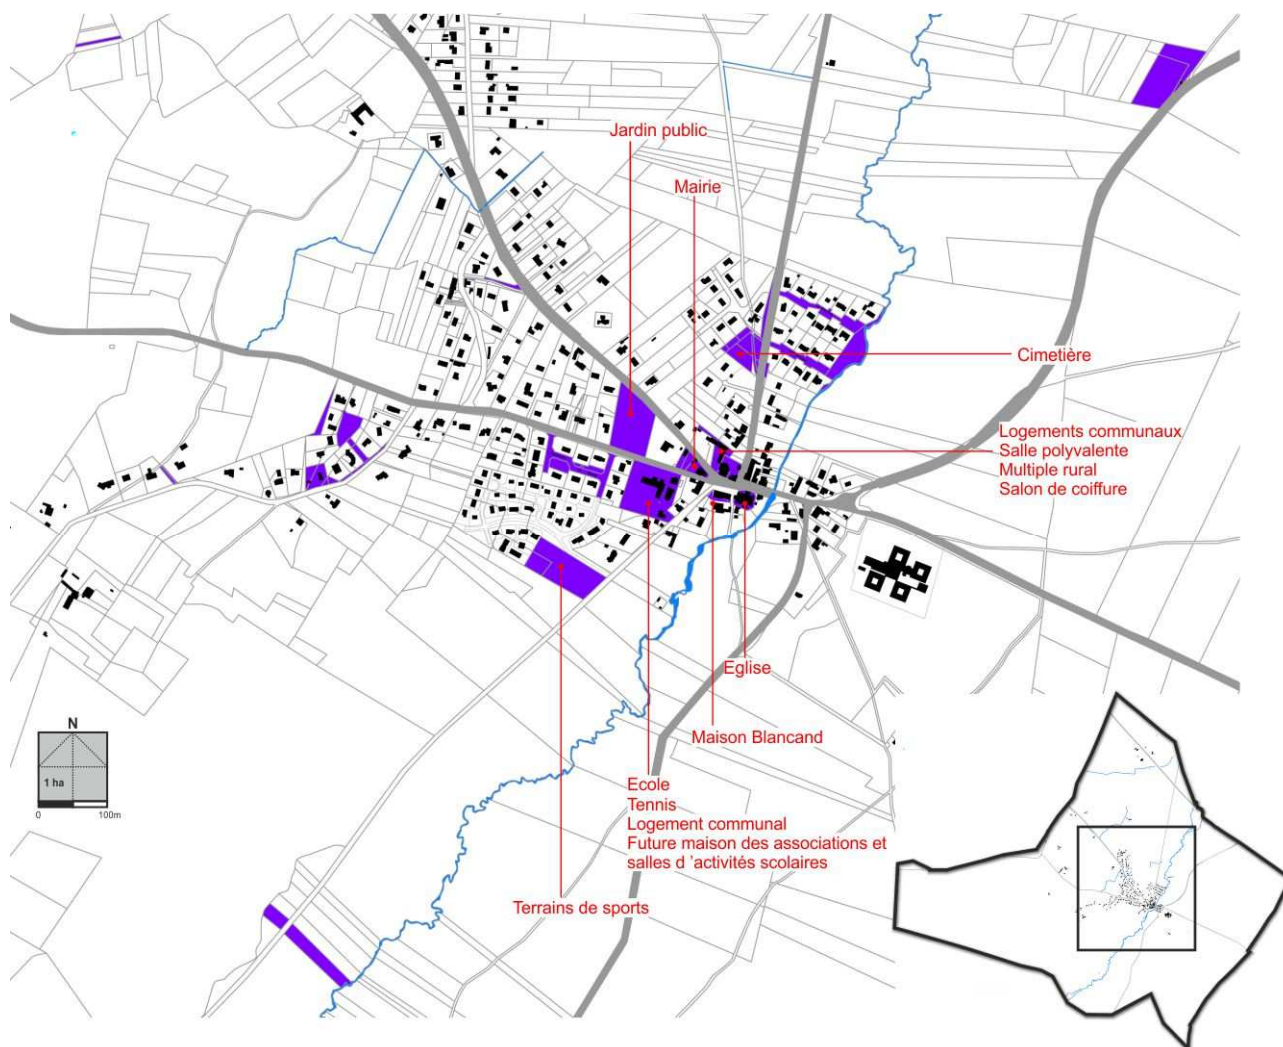 Jardin public
Mairie
Cimetière
Logements communaux
Salle polyvalente
Multiple rural
Salon de coiffure
Eglise
Maison Blancand
N
1 ha
0 100m
Ecole
Tennis
Logement communal
Future maison des associations et
salles d 'activités scolaires
Terrains de sports